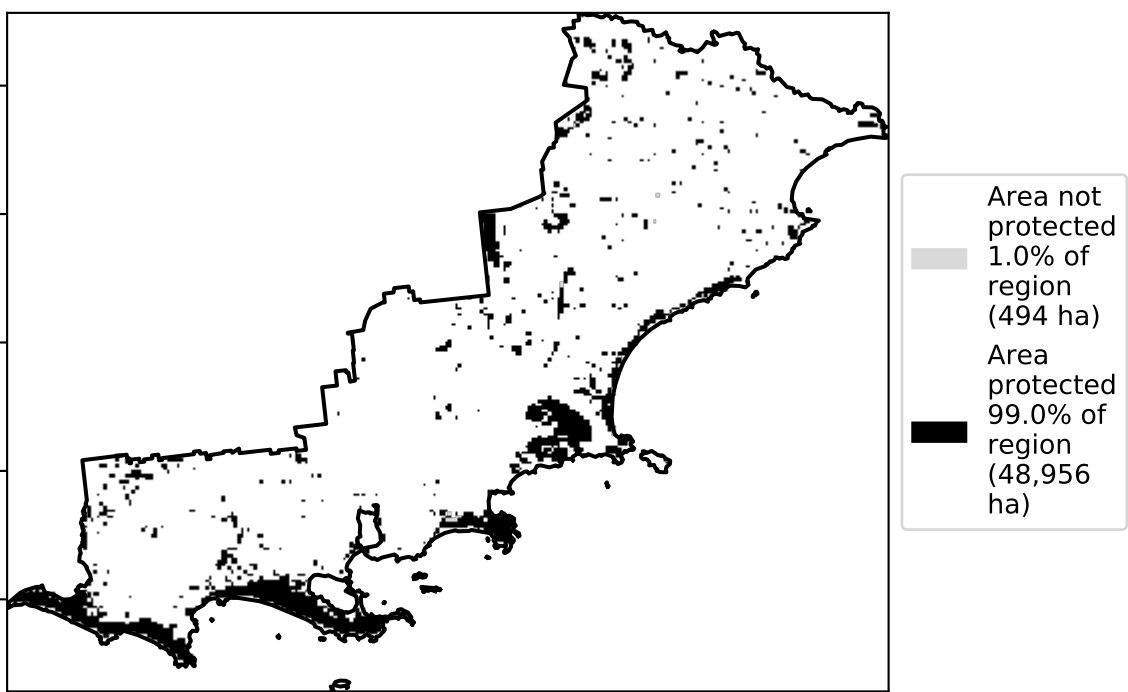 Area not
protected
1.0% of
region
(494 ha)
Area
protected
99.0% of
region
(48,956
ha)